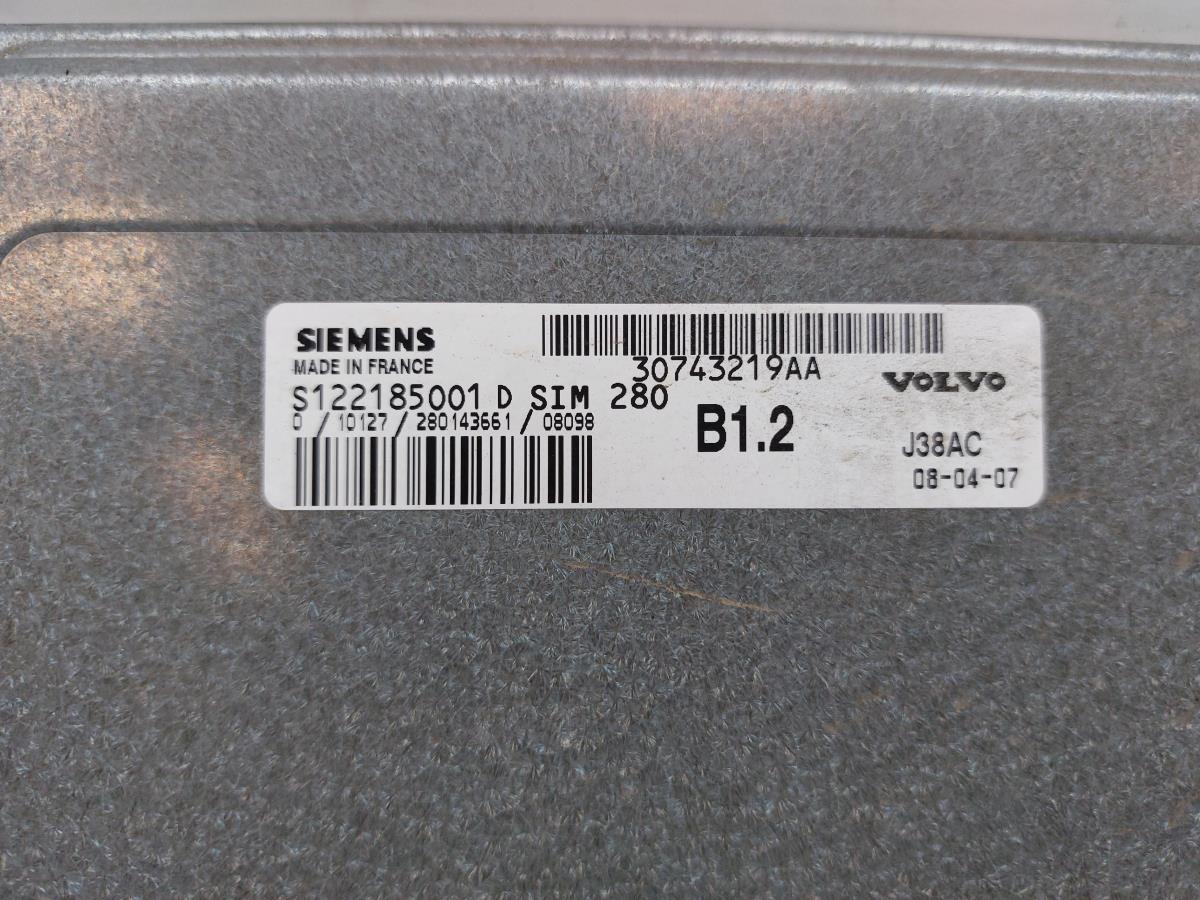 SIEMENS
MADE IN FRANCE
30743219AA
VOLVO
S122185001 D SIM 280
0 / 10127 / 280143661 / 08098
B1.2
J38AC
08-04-07